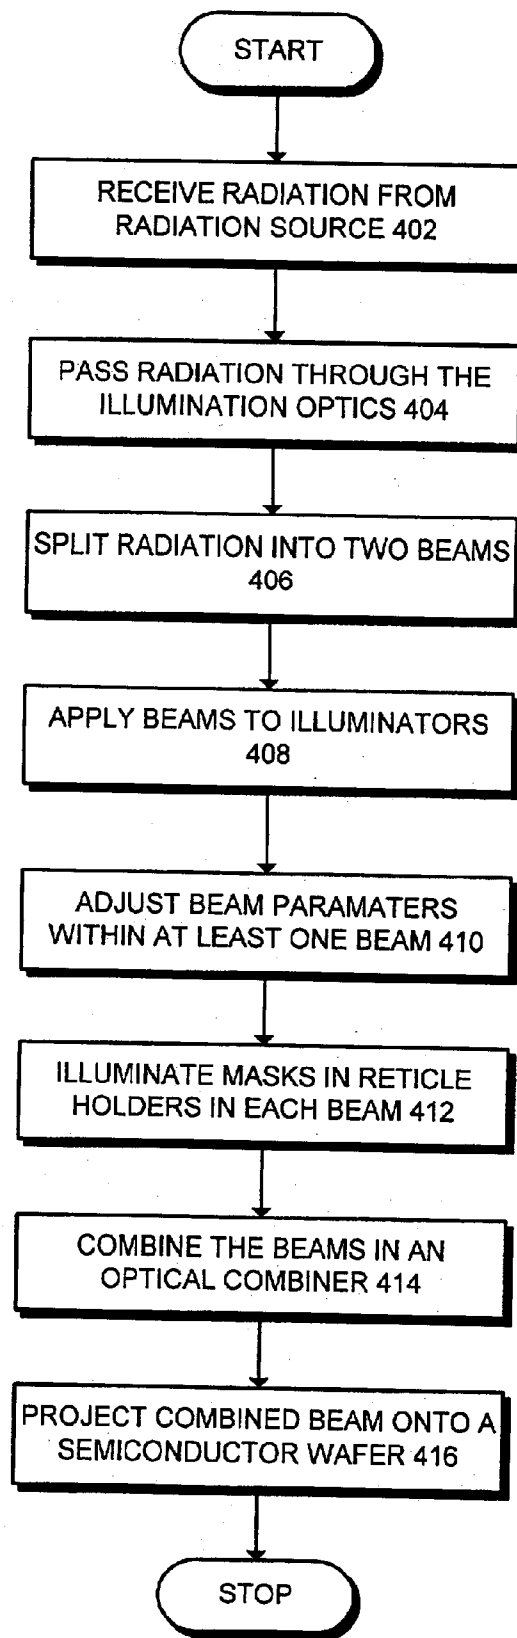 START
RECEIVE RADIATION FROM
RADIATION SOURCE 402
PASS RADIATION THROUGH THE
ILLUMINATION OPTICS 404
SPLIT RADIATION INTO TWO BEAMS
406
APPLY BEAMS TO ILLUMINATORS
408
ADJUST BEAM PARAMATERS
WITHIN AT LEAST ONE BEAM 410
ILLUMINATE MASKS IN RETICLE
HOLDERS IN EACH BEAM 412
COMBINE THE BEAMS IN AN
OPTICAL COMBINER 414
PROJECT COMBINED BEAM ONTO A
SEMICONDUCTOR WAFER 416
STOP